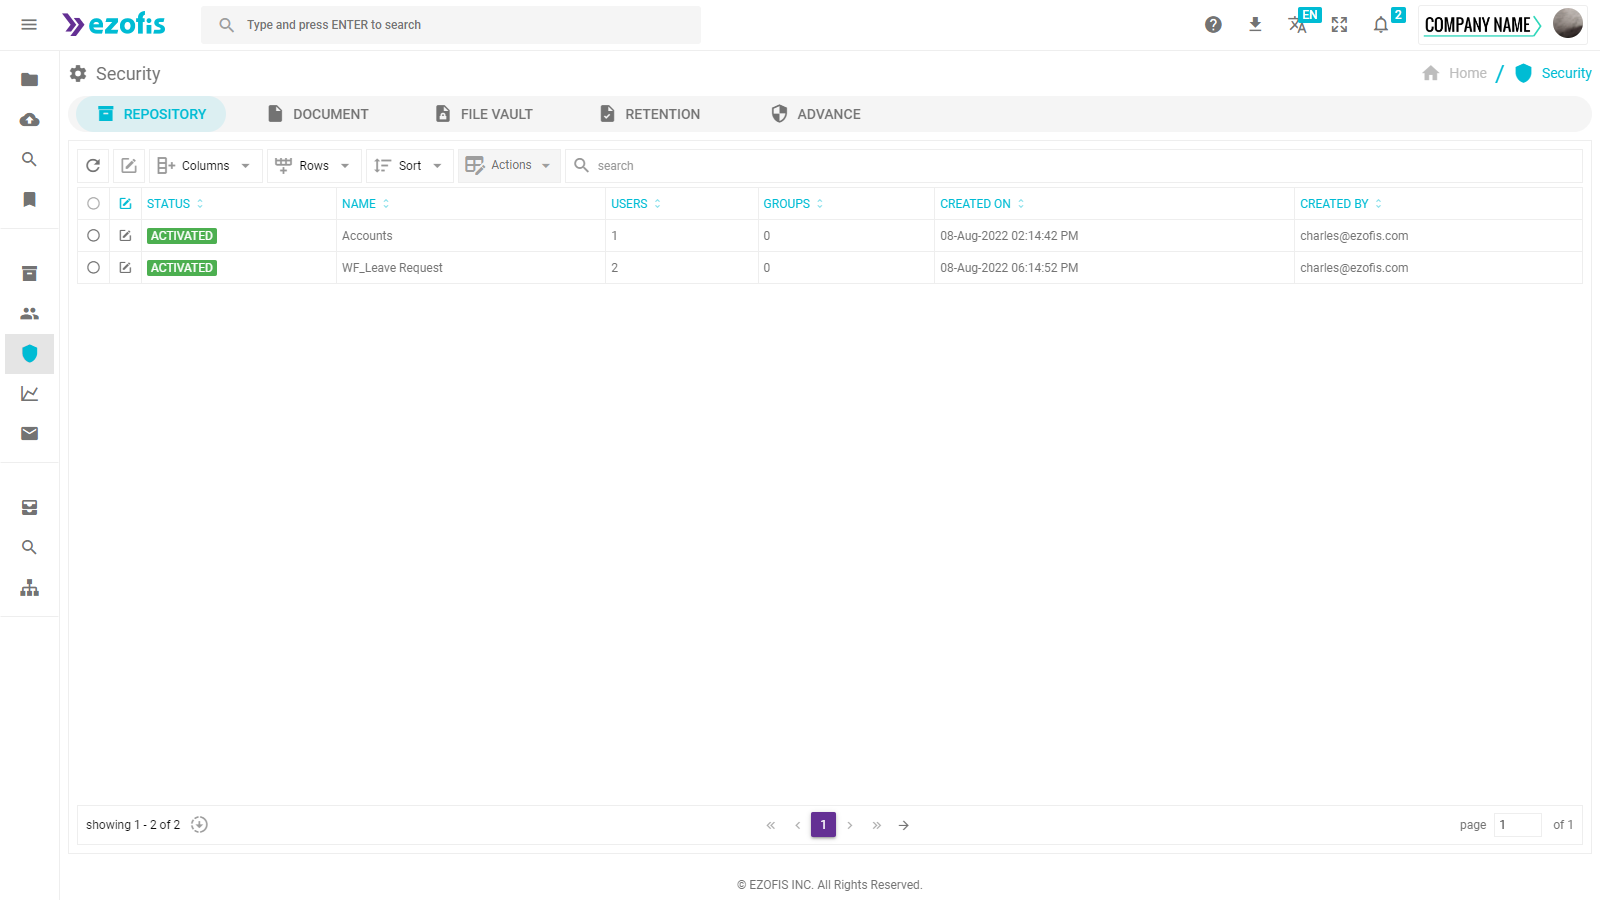 ezofis
Type and press ENTER to search
EN
2
COMPANY NAME
Security
Home / Security
REPOSITORY
DOCUMENT
FILE VAULT
RETENTION
ADVANCE
Columns
Rows
Sort
Actions
search
STATUS NAME USERS GROUPS CREATED ON CREATED BY
ACTIVATED Accounts 1 0 08-Aug-2022 02:14:42 PM charles@ezofis.com
ACTIVATED WF_Leave Request 2 0 08-Aug-2022 06:14:52 PM charles@ezofis.com
showing 1 - 2 of 2
1
page 1 of 1
© EZOFIS INC. All Rights Reserved.